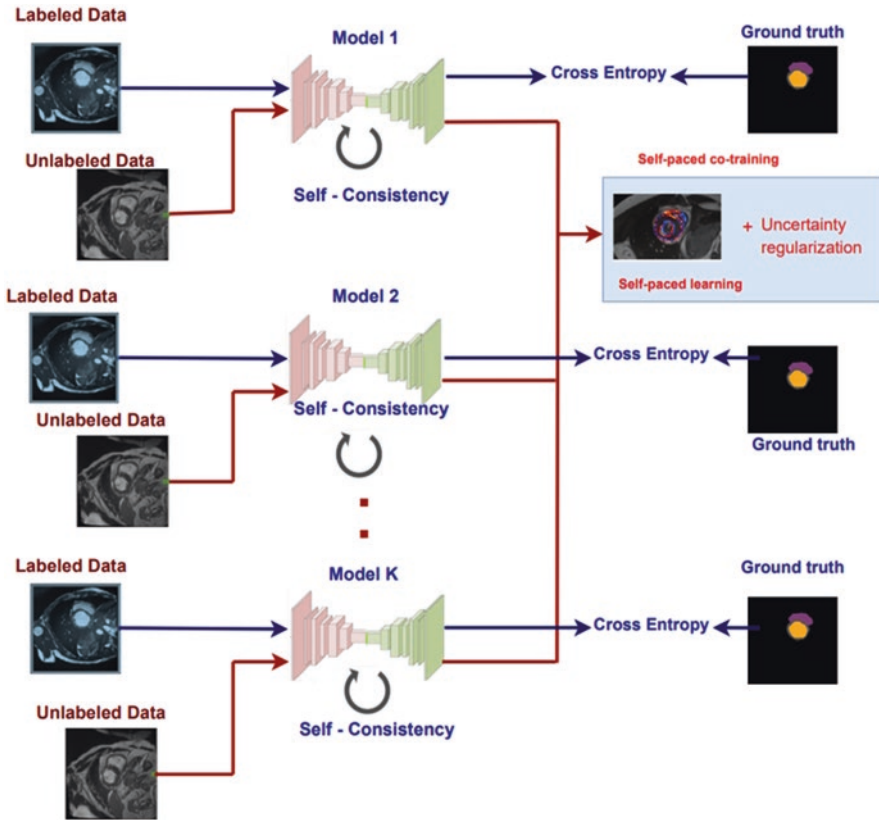 Labeled Data
Model 1
Ground truth
Cross Entropy
Unlabeled Data
Self - Consistency
Self-paced co-training
+ Uncertainty
regularization
Self-paced learning
Labeled Data
Model 2
Cross Entropy
Self - Consistency
Unlabeled Data
Ground truth
Labeled Data
Model K
Ground truth
Cross Entropy
Unlabeled Data
Self - Consistency